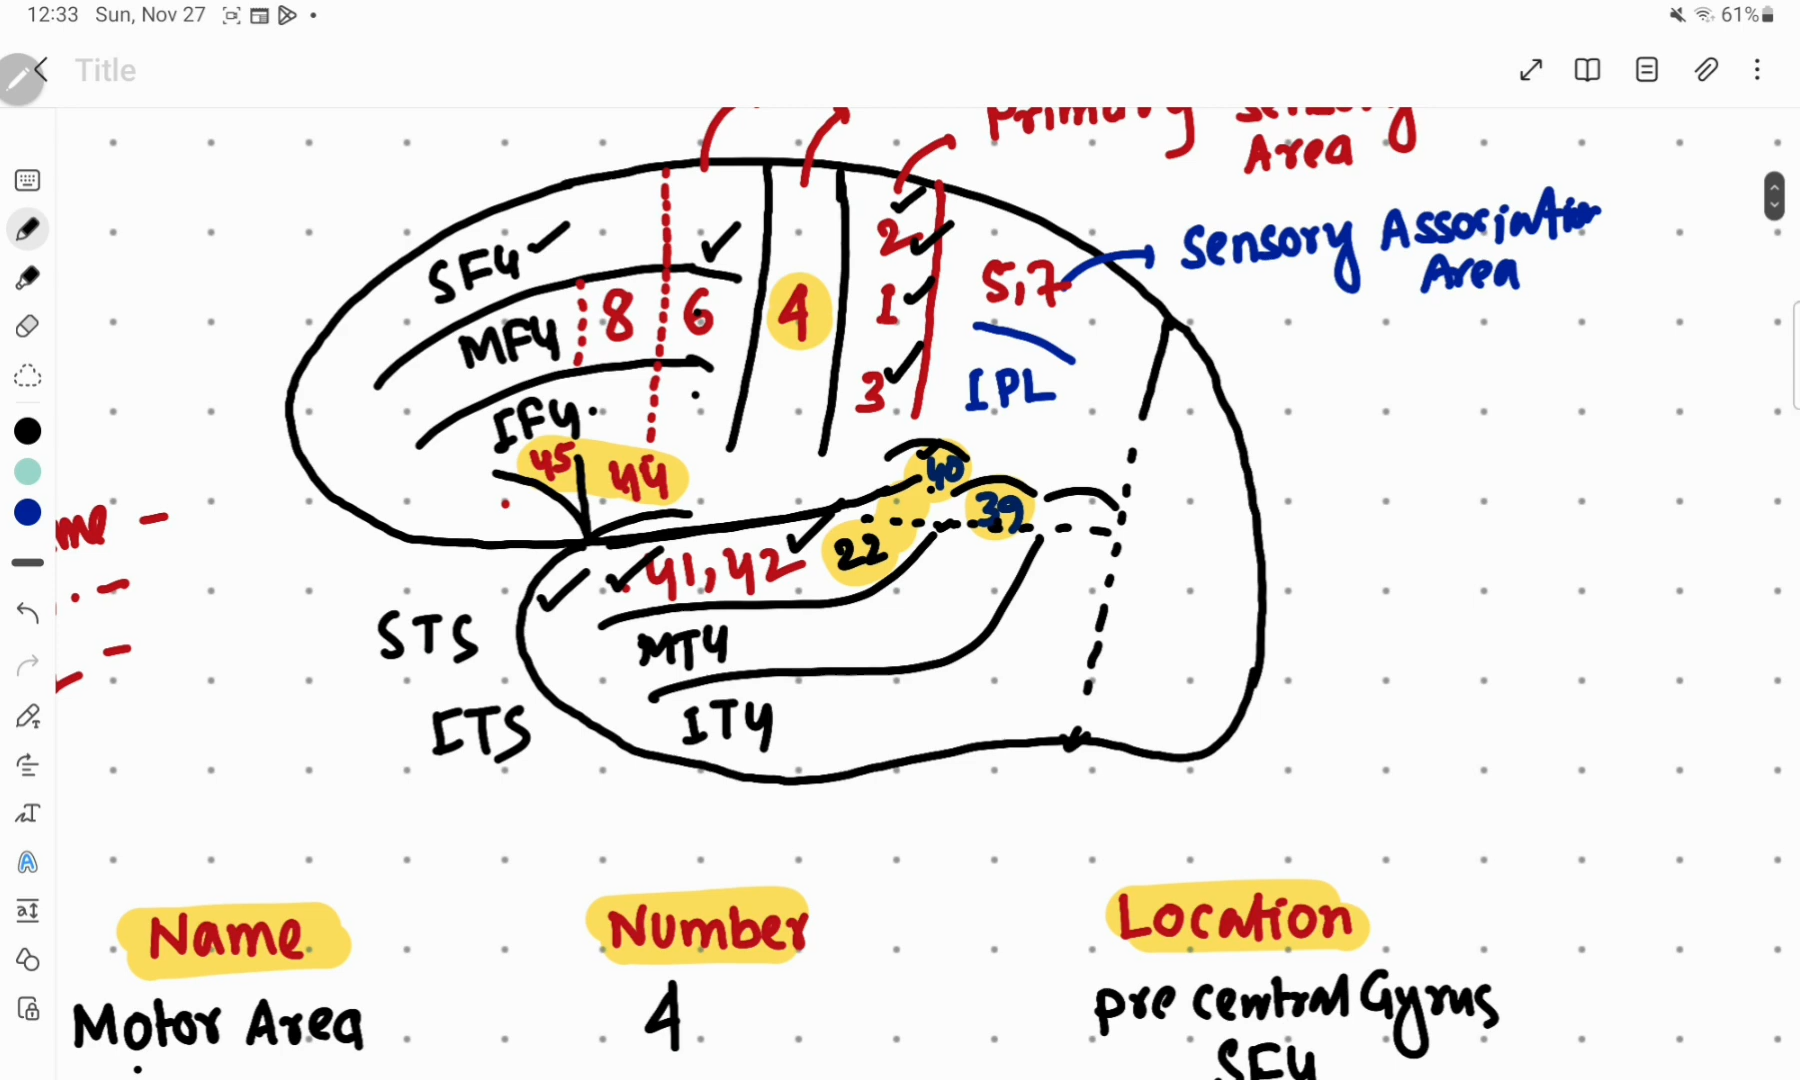 12:33 Sun, Nov 27
61%
Title
Primary Sensory
Area
Sensory Association
Area
SFG
2
5,7
MFG
8
6
4
1
3
IPL
IFG
45
44
40
39
22
41, 42
STS
MTG
ITS
ITG
Name Number Location
Motor Area 4 pre central Gyrus
SFG